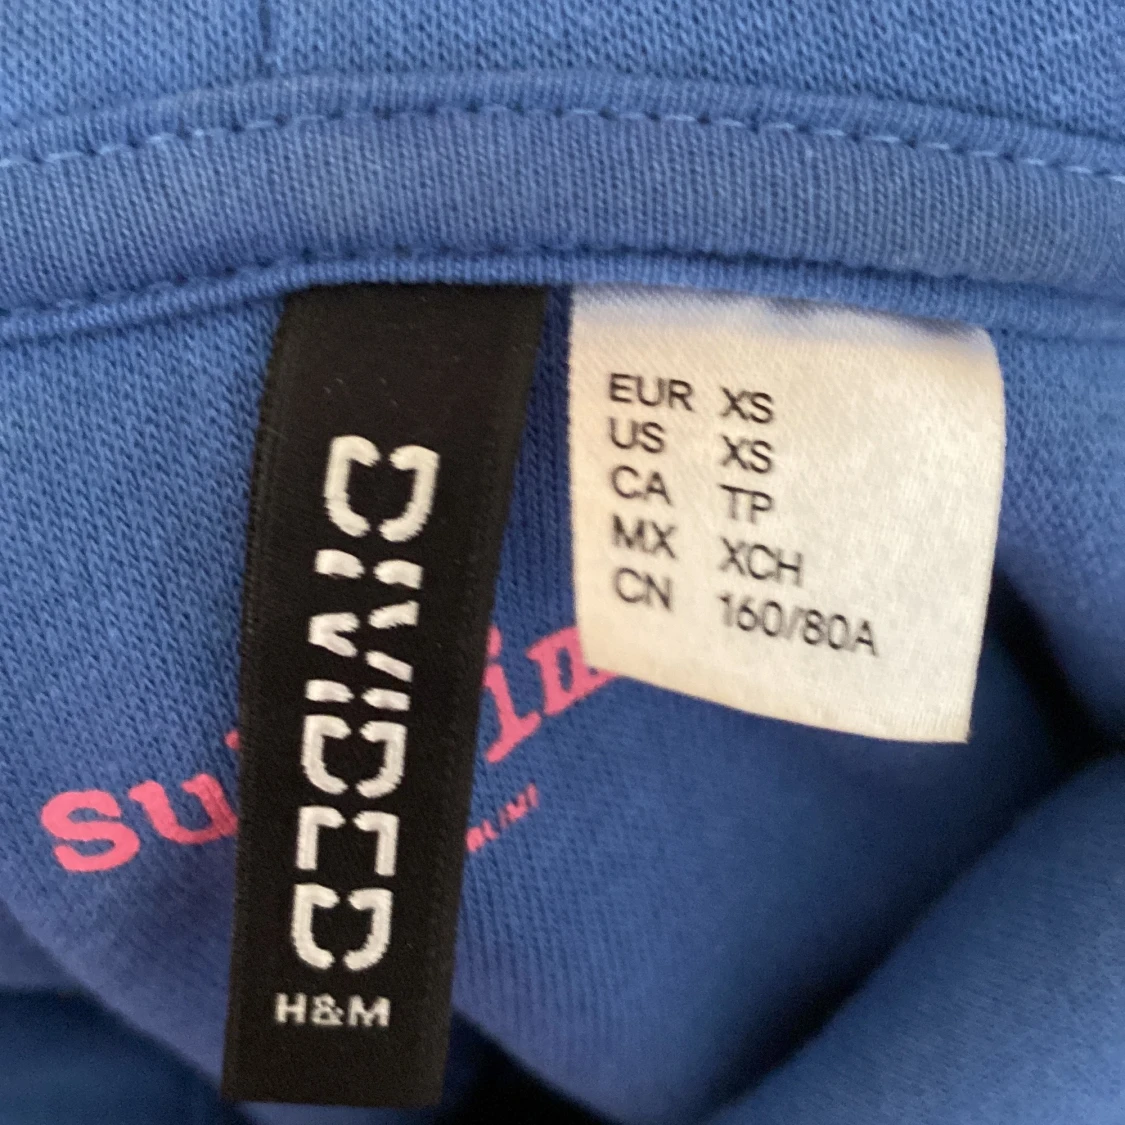 DIVIDED
H&M
EUR XS
US XS
CA TP
MX XCH
CN 160/80A